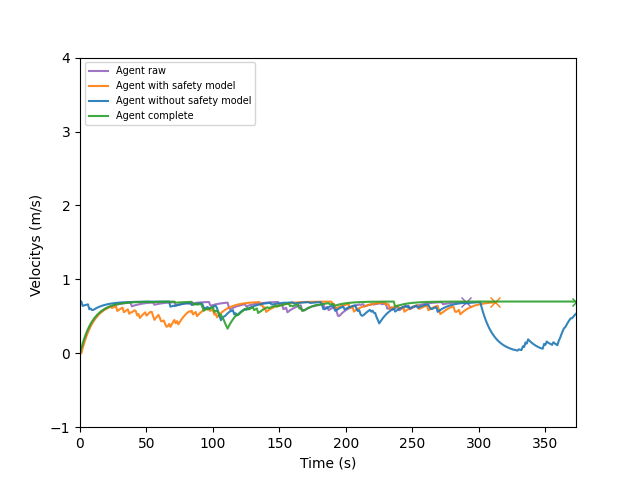 4
3
2
1
0
−1
Velocitys (m/s)
Agent raw
Agent with safety model
Agent without safety model
Agent complete
0 50 100 150 200 250 300 350
Time (s)